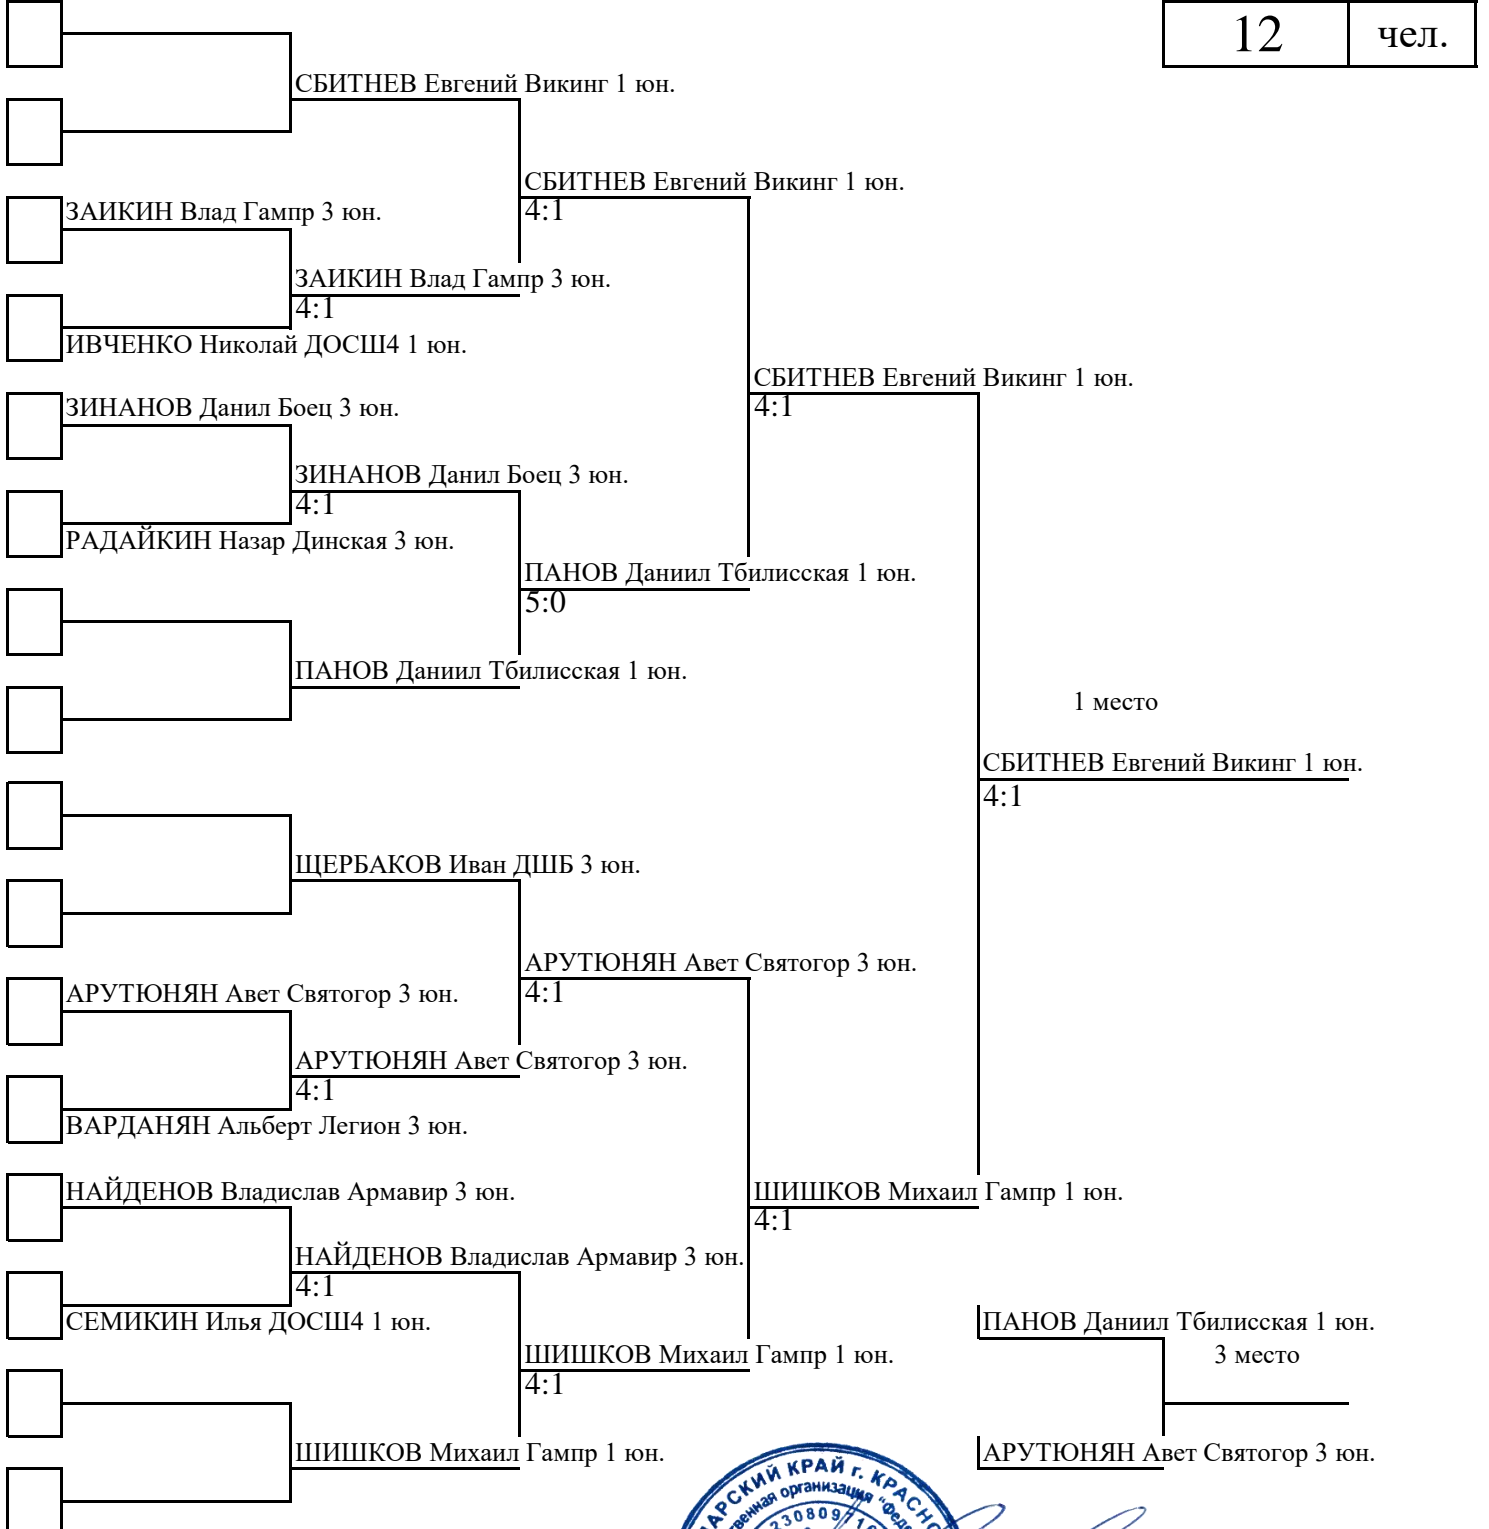 12 чел.
СБИТНЕВ Евгений Викинг 1 юн.
СБИТНЕВ Евгений Викинг 1 юн.
4:1
ЗАИКИН Влад Гампр 3 юн.
ЗАИКИН Влад Гампр 3 юн.
4:1
ИВЧЕНКО Николай ДОСШ4 1 юн.
СБИТНЕВ Евгений Викинг 1 юн.
4:1
ЗИНАНОВ Данил Боец 3 юн.
ЗИНАНОВ Данил Боец 3 юн.
4:1
РАДАЙКИН Назар Динская 3 юн.
ПАНОВ Даниил Тбилисская 1 юн.
5:0
ПАНОВ Даниил Тбилисская 1 юн.
1 место
СБИТНЕВ Евгений Викинг 1 юн.
4:1
ЩЕРБАКОВ Иван ДШБ 3 юн.
АРУТЮНЯН Авет Святогор 3 юн.
4:1
АРУТЮНЯН Авет Святогор 3 юн.
АРУТЮНЯН Авет Святогор 3 юн.
4:1
ВАРДАНЯН Альберт Легион 3 юн.
НАЙДЕНОВ Владислав Армавир 3 юн.
ШИШКОВ Михаил Гампр 1 юн.
4:1
НАЙДЕНОВ Владислав Армавир 3 юн.
4:1
СЕМИКИН Илья ДОСШ4 1 юн.
ПАНОВ Даниил Тбилисская 1 юн.
ШИШКОВ Михаил Гампр 1 юн.
4:1
3 место
ШИШКОВ Михаил Гампр 1 юн.
АРУТЮНЯН Авет Святогор 3 юн.
КРАЙ г.
организация